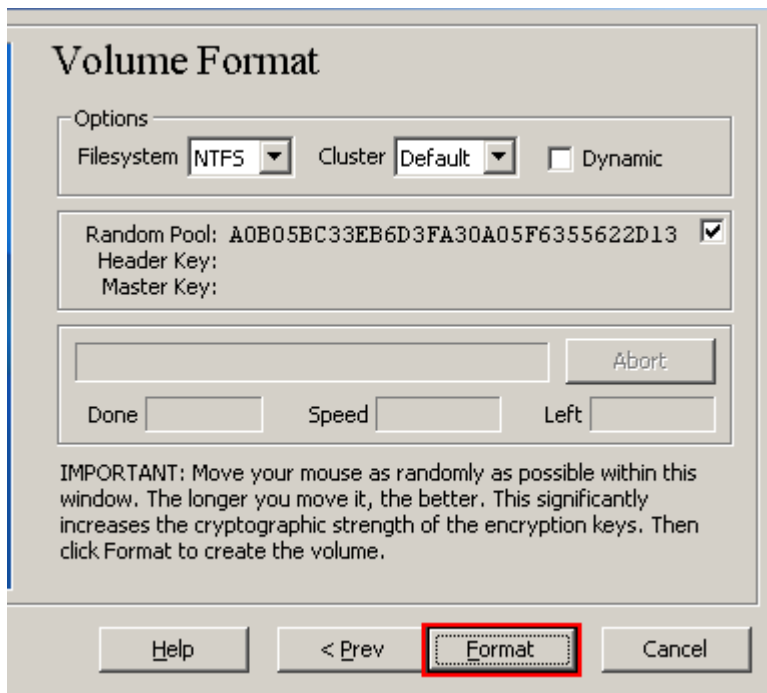 Volume Format
Options
Filesystem NTFS Cluster Default Dynamic
Random Pool: A0B05BC33EB6D3FA30A05F6355622D13
Header Key:
Master Key:
Abort
Done Speed Left
IMPORTANT: Move your mouse as randomly as possible within this
window. The longer you move it, the better. This significantly
increases the cryptographic strength of the encryption keys. Then
click Format to create the volume.
Help < Prev Format Cancel